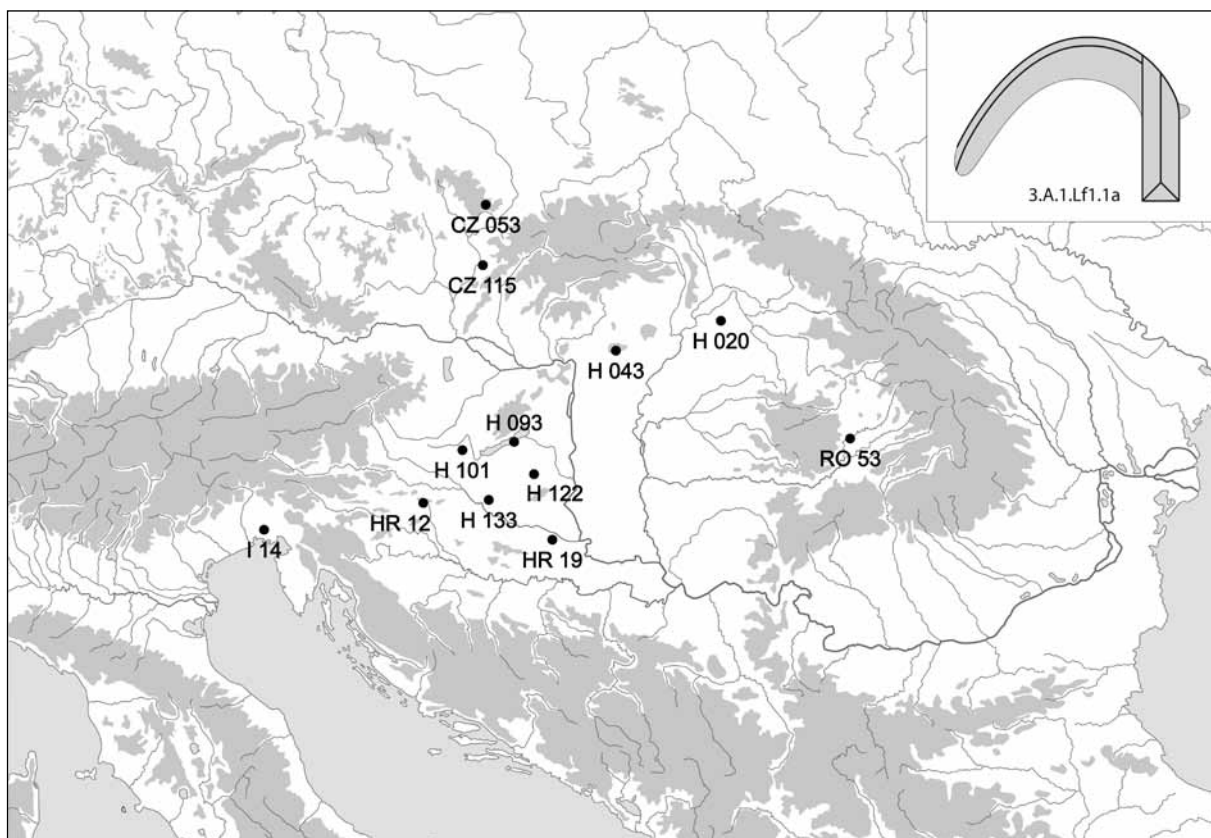 3.A.1.Lf1.1a
CZ 053
CZ 115
H 020
H 043
H 093
H 101
RO 53
H 122
HR 12
H 133
I 14
HR 19